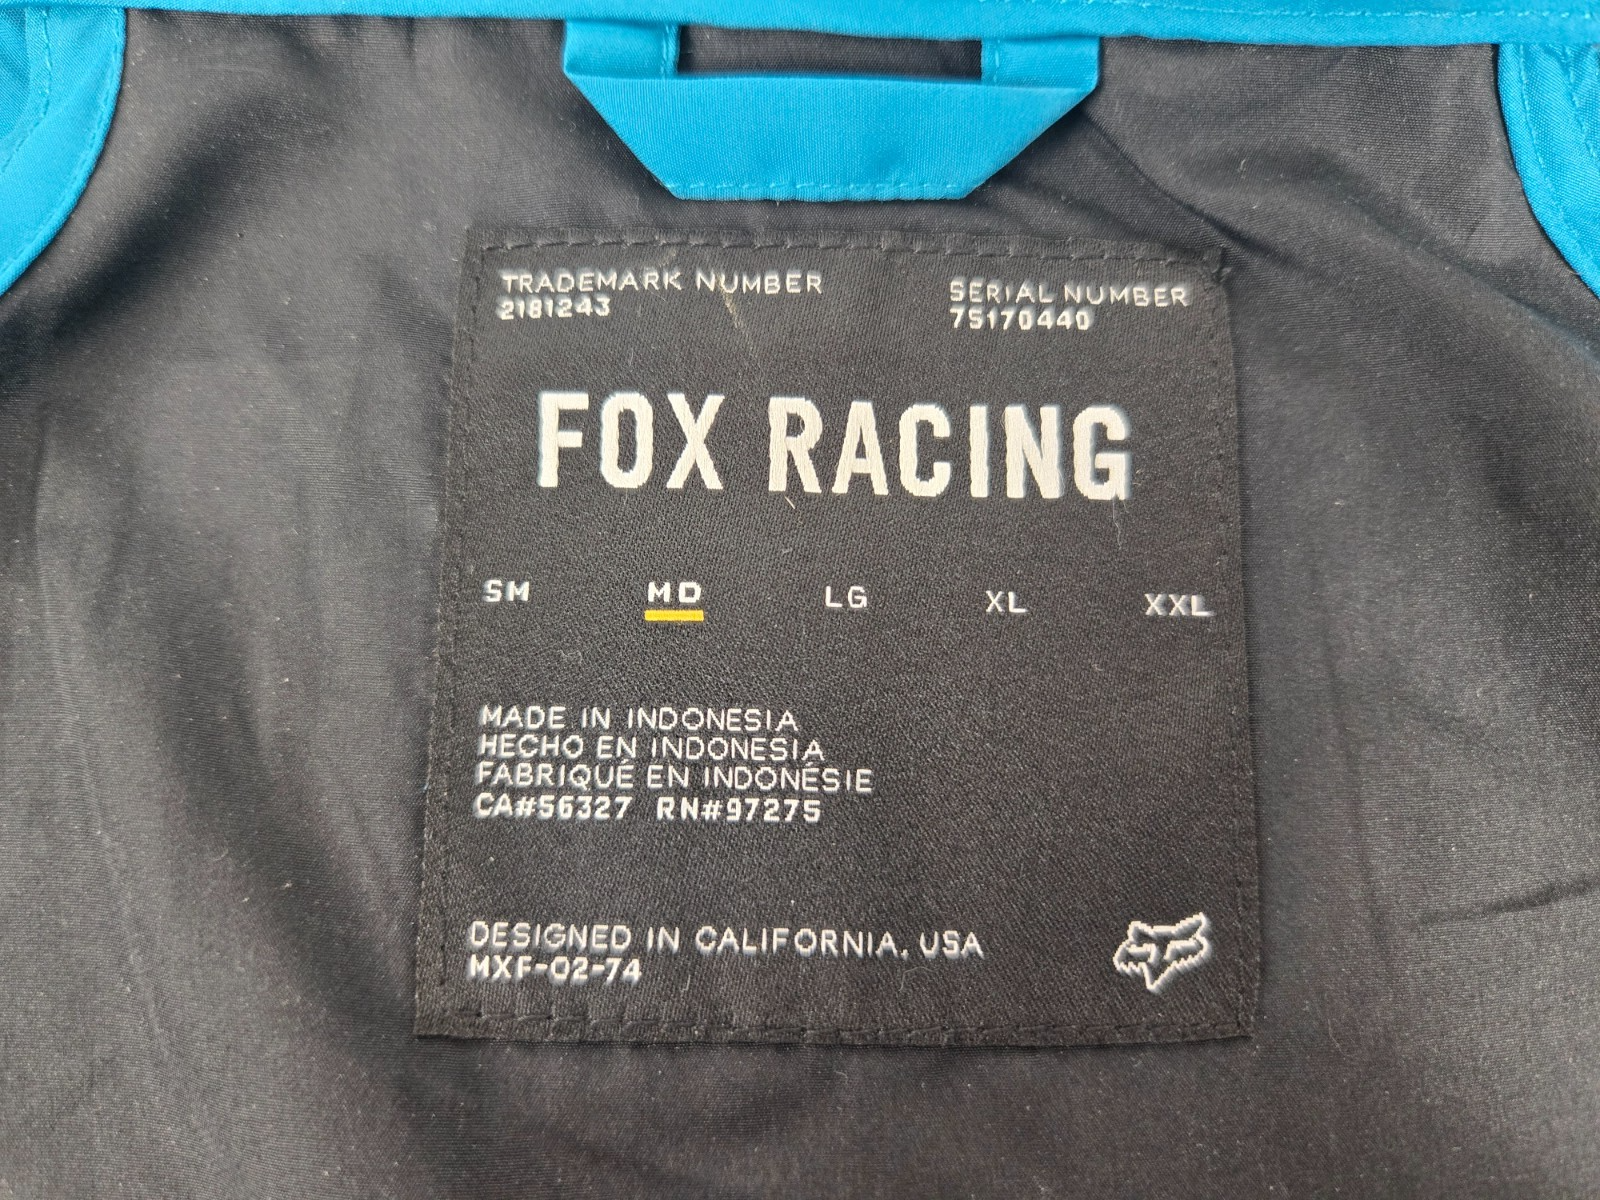 TRADEMARK NUMBER
2181243
SERIAL NUMBER
75170440
FOX RACING
SM MD LG XL XXL
MADE IN INDONESIA
HECHO EN INDONESIA
FABRIQUÉ EN INDONÉSIE
CA#56327 RN#97275
DESIGNED IN CALIFORNIA, USA
MXF-02-74